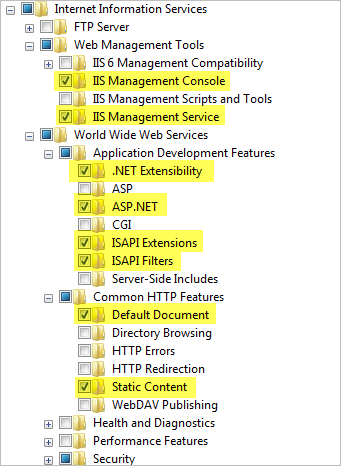 Internet Information Services
FTP Server
Web Management Tools
IIS 6 Management Compatibility
IIS Management Console
IIS Management Scripts and Tools
IIS Management Service
World Wide Web Services
Application Development Features
.NET Extensibility
ASP
ASP.NET
CGI
ISAPI Extensions
ISAPI Filters
Server-Side Includes
Common HTTP Features
Default Document
Directory Browsing
HTTP Errors
HTTP Redirection
Static Content
WebDAV Publishing
Health and Diagnostics
Performance Features
Security